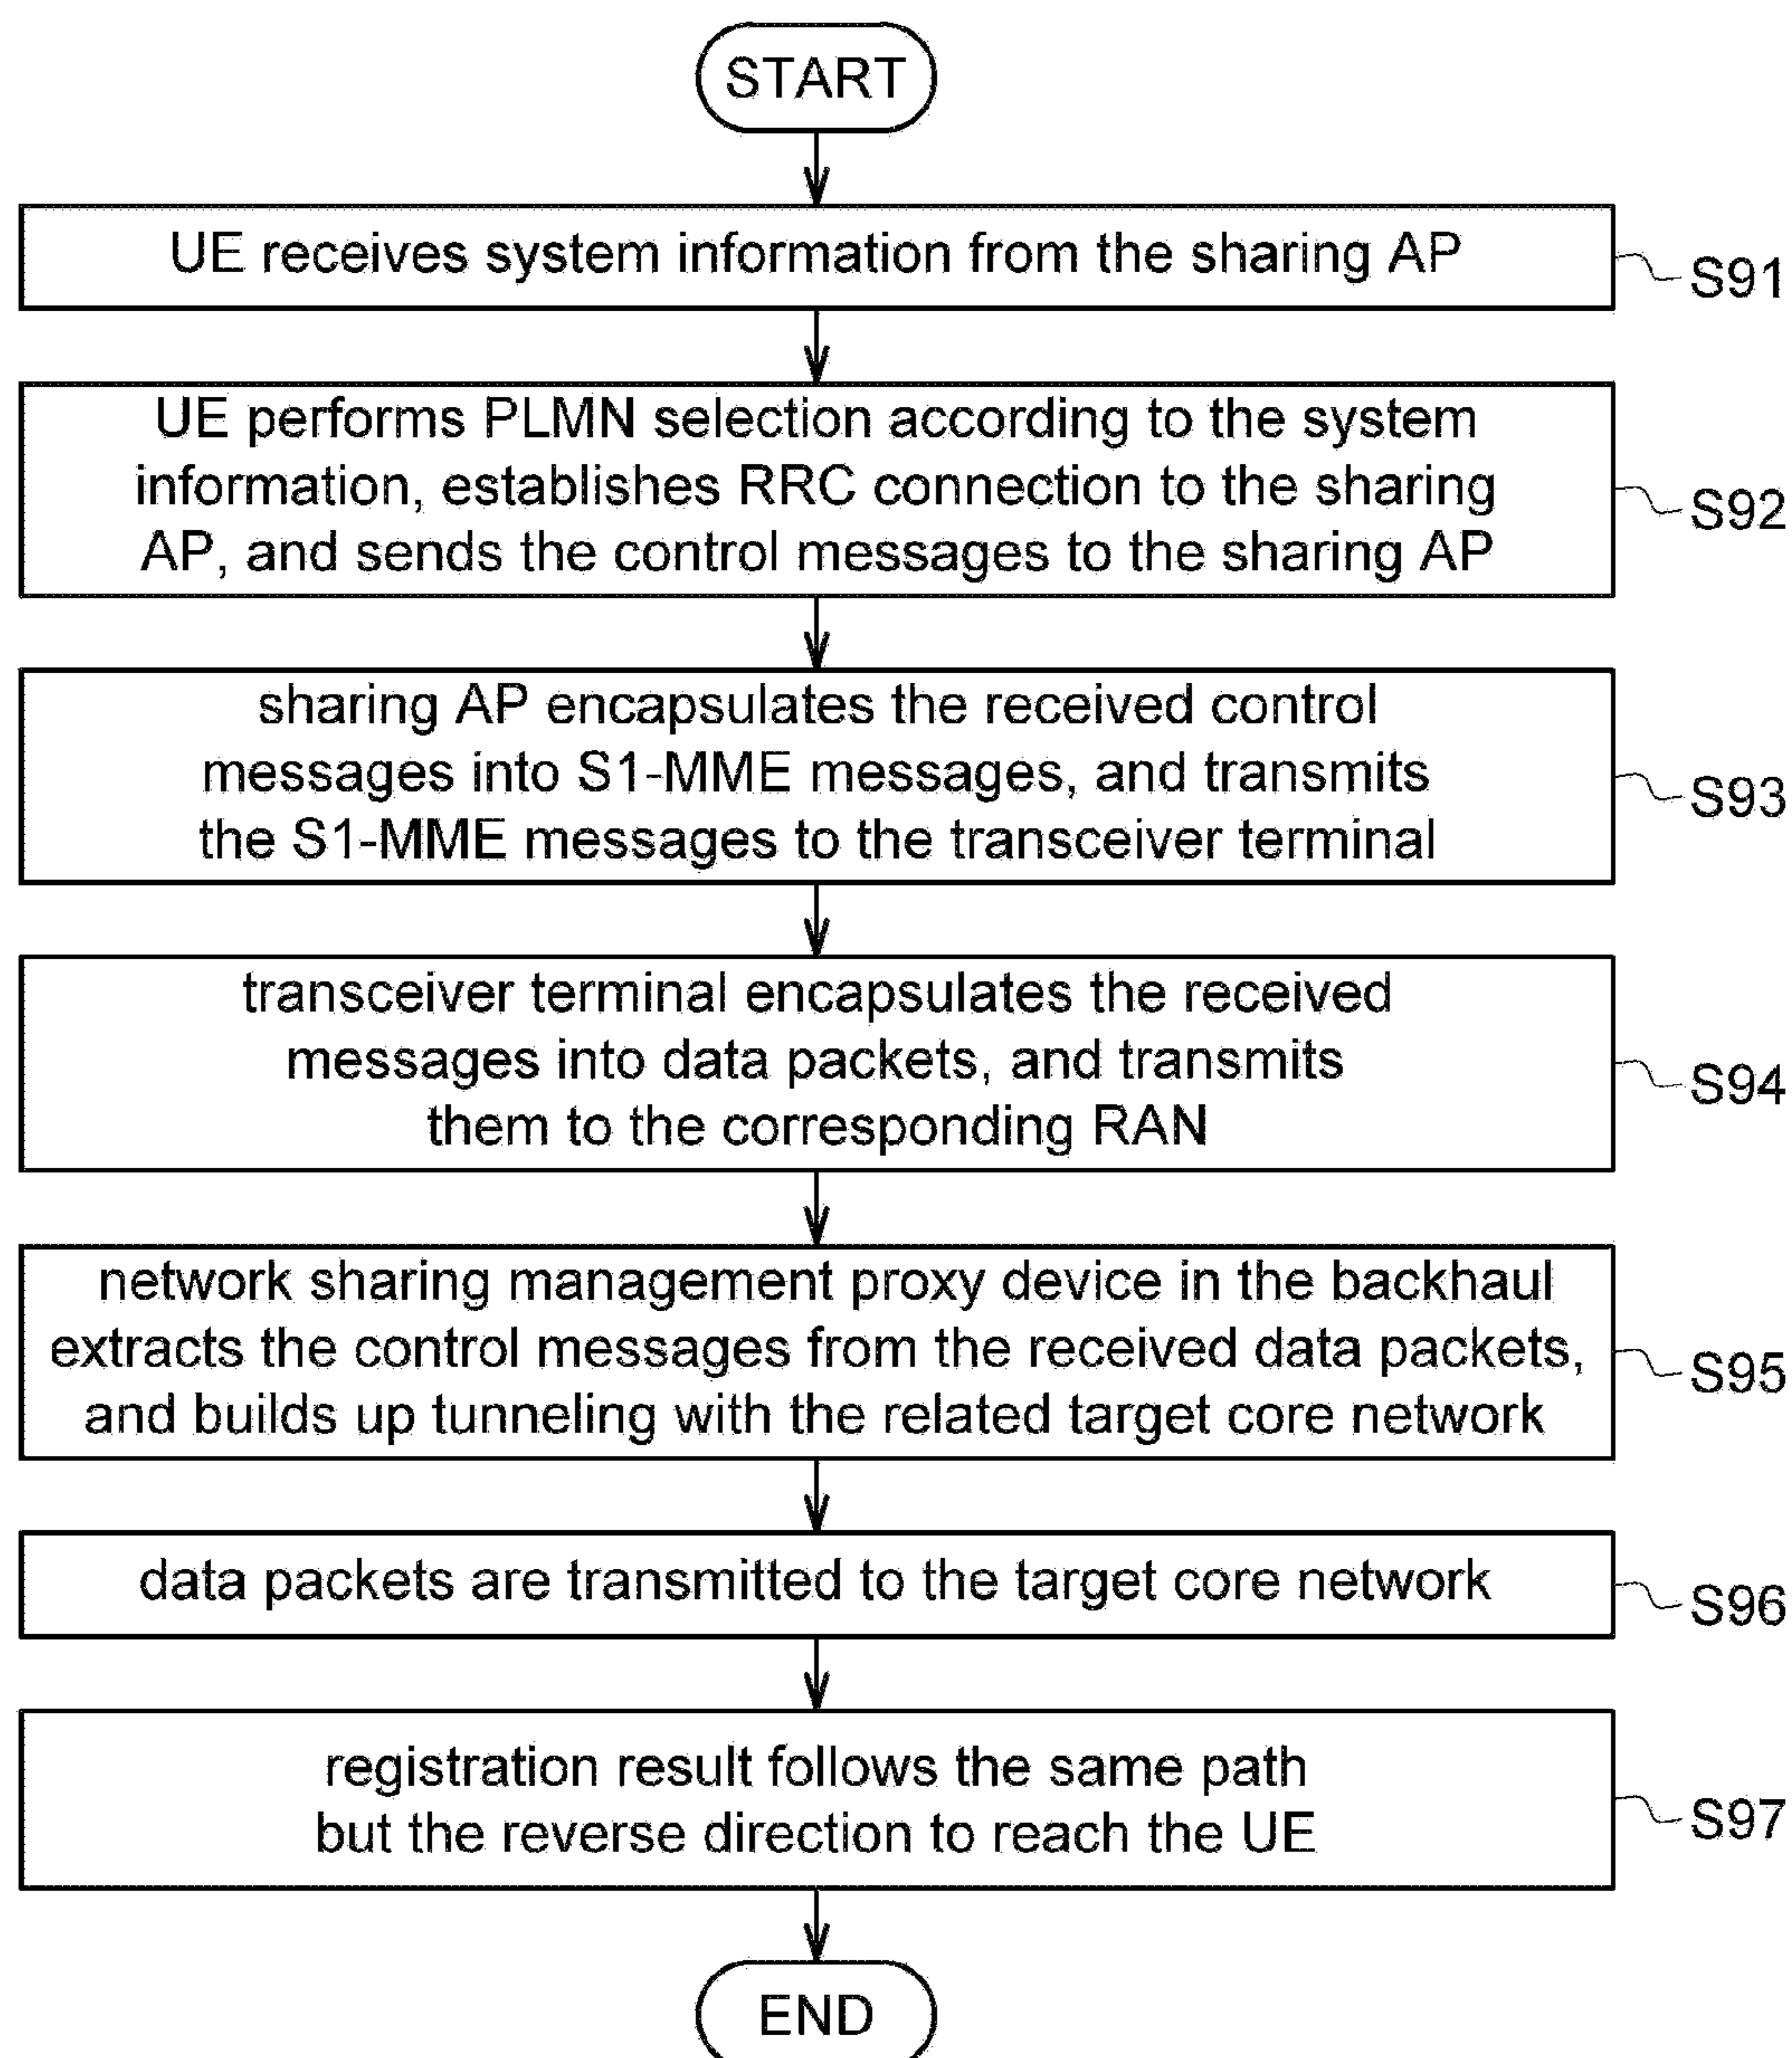 START
UE receives system information from the sharing AP
S91
UE performs PLMN selection according to the system
information, establishes RRC connection to the sharing
AP, and sends the control messages to the sharing AP
S92
sharing AP encapsulates the received control
messages into S1-MME messages, and transmits
the S1-MME messages to the transceiver terminal
S93
transceiver terminal encapsulates the received
messages into data packets, and transmits
them to the corresponding RAN
S94
network sharing management proxy device in the backhaul
extracts the control messages from the received data packets,
and builds up tunneling with the related target core network
S95
data packets are transmitted to the target core network
S96
registration result follows the same path
but the reverse direction to reach the UE
S97
END